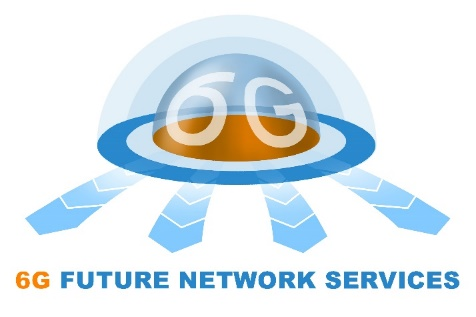 6G
6G FUTURE NETWORK SERVICES